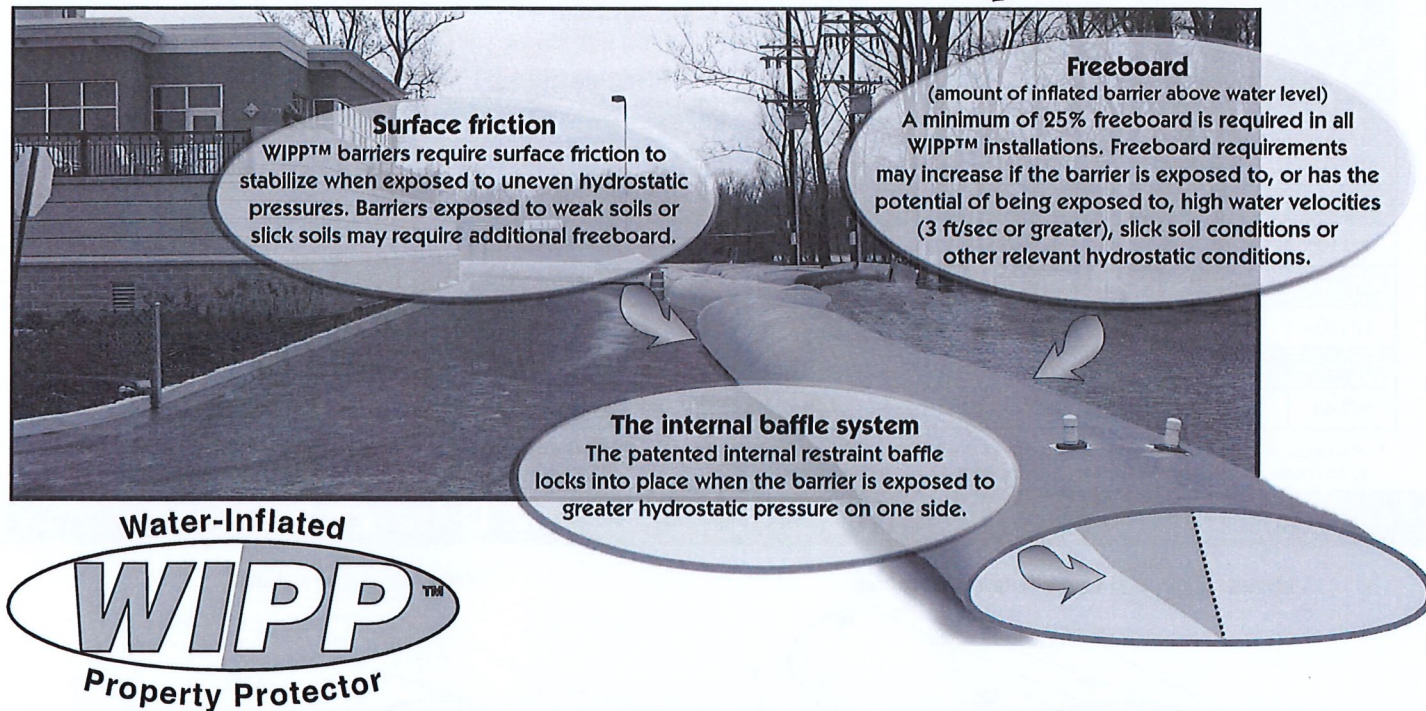 Surface friction
WIPP™ barriers require surface friction to
stabilize when exposed to uneven hydrostatic
pressures. Barriers exposed to weak soils or
slick soils may require additional freeboard.
Freeboard
(amount of inflated barrier above water level)
A minimum of 25% freeboard is required in all
WIPP™ installations. Freeboard requirements
may increase if the barrier is exposed to, or has the
potential of being exposed to, high water velocities
(3 ft/sec or greater), slick soil conditions or
other relevant hydrostatic conditions.
The internal baffle system
The patented internal restraint baffle
locks into place when the barrier is exposed to
greater hydrostatic pressure on one side.
Water-Inflated
WIPP™
Property Protector